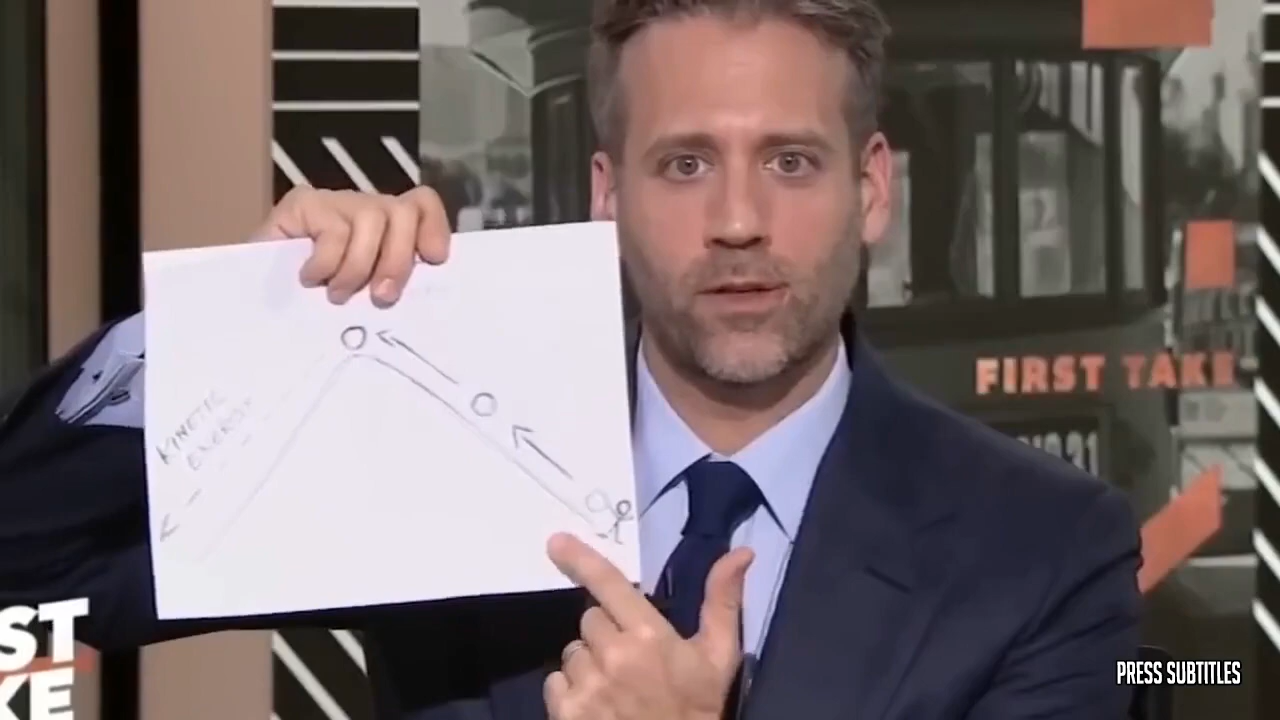 FIRST TAKE
KINETIC
ENERGY
ST
KE
PRESS SUBTITLES